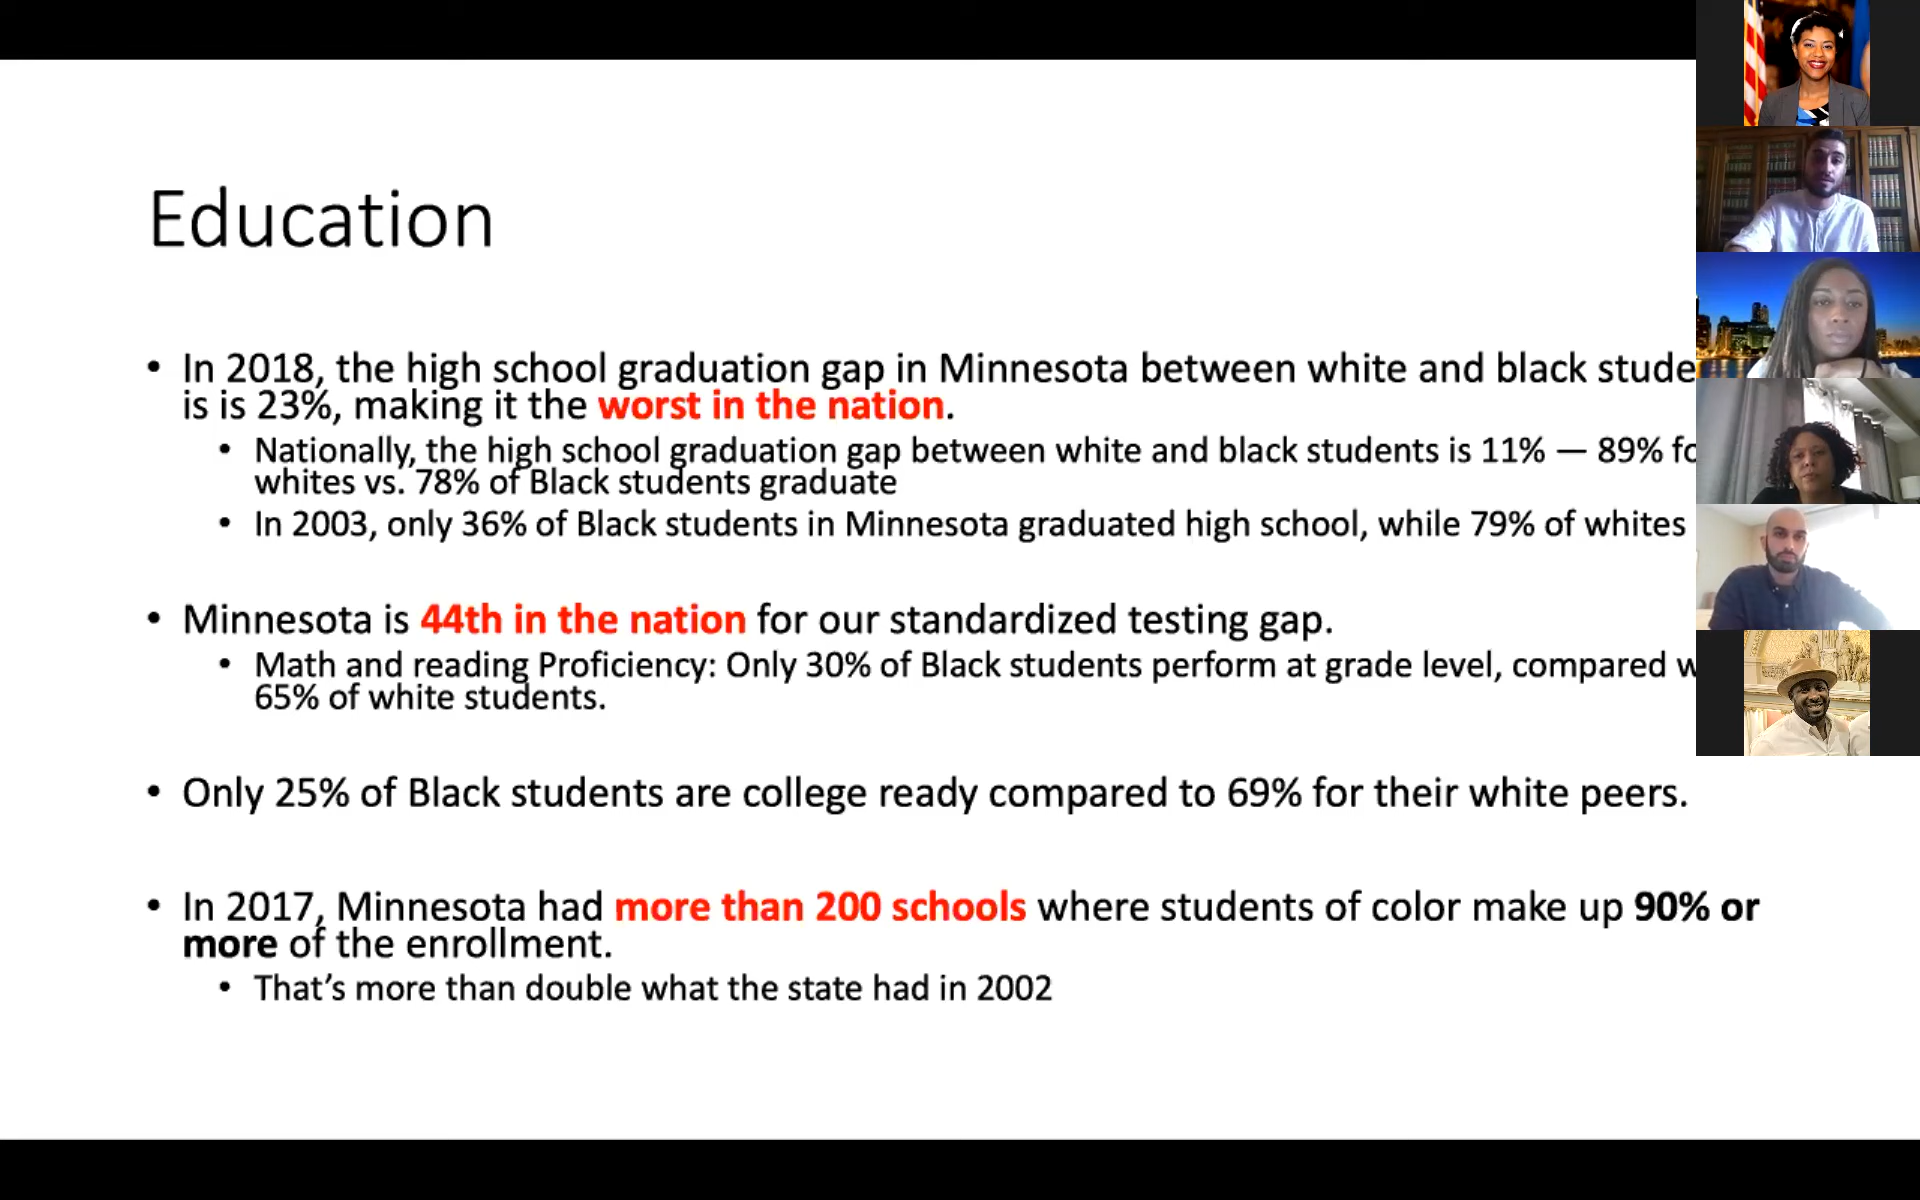 Education
• In 2018, the high school graduation gap in Minnesota between white and black stude
is is 23%, making it the worst in the nation.
• Nationally, the high school graduation gap between white and black students is 11% — 89% fo
whites vs. 78% of Black students graduate
• In 2003, only 36% of Black students in Minnesota graduated high school, while 79% of whites
• Minnesota is 44th in the nation for our standardized testing gap.
• Math and reading Proficiency: Only 30% of Black students perform at grade level, compared w
65% of white students.
• Only 25% of Black students are college ready compared to 69% for their white peers.
• In 2017, Minnesota had more than 200 schools where students of color make up 90% or
more of the enrollment.
• That’s more than double what the state had in 2002